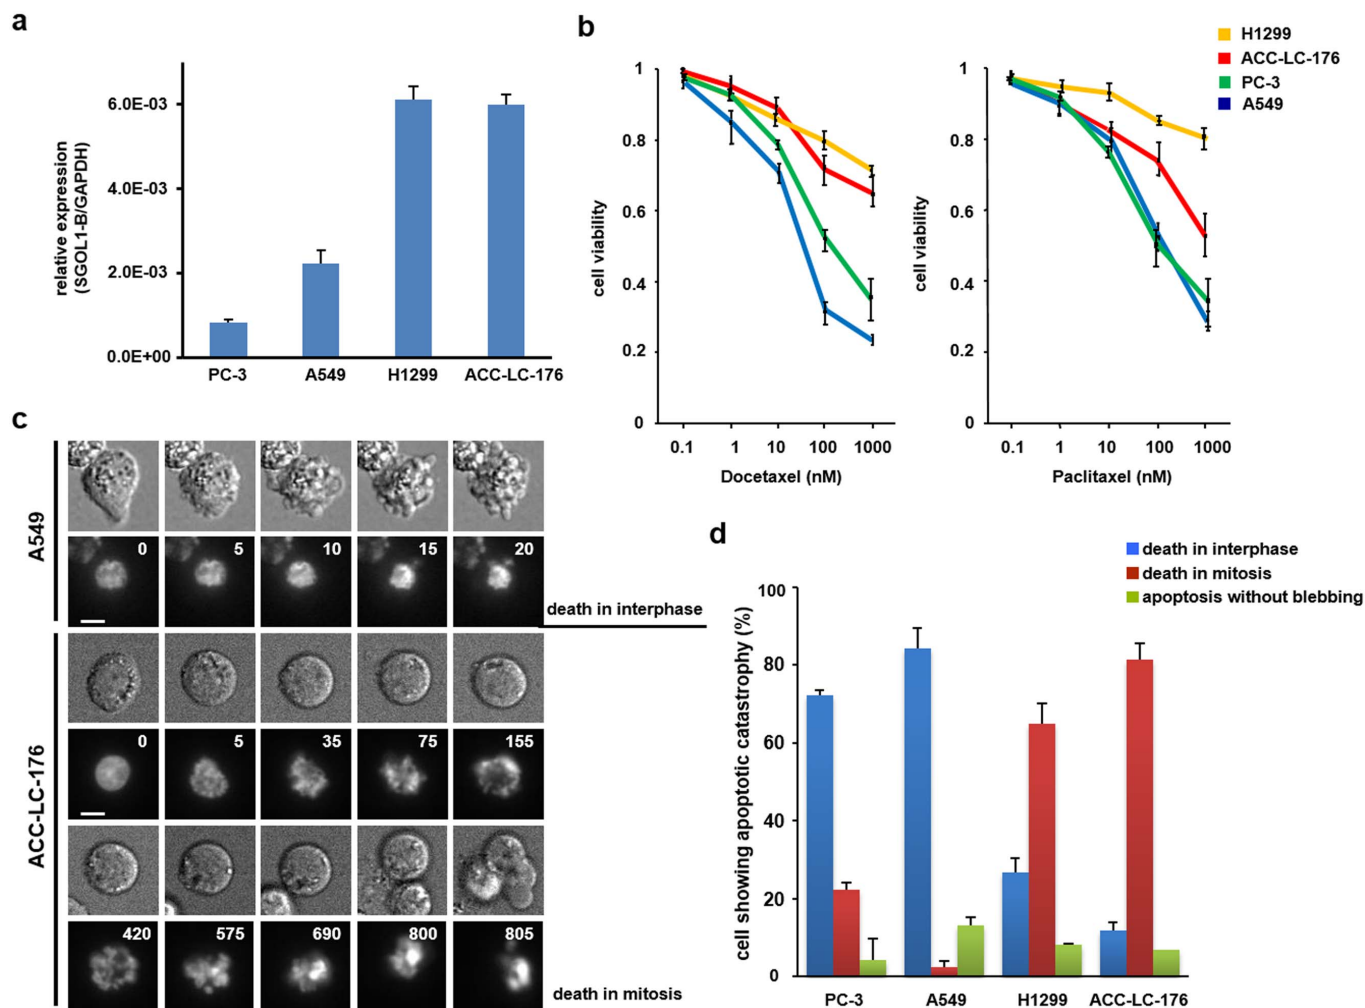 a
relative expression
(SGOL1-B/GAPDH)
6.0E-03
4.0E-03
2.0E-03
0.0E+00
PC-3 A549 H1299 ACC-LC-176
b
H1299
ACC-LC-176
PC-3
A549
cell viability
1
0.8
0.6
0.4
0.2
0
0.1 1 10 100 1000
Docetaxel (nM)
cell viability
1
0.8
0.6
0.4
0.2
0
0.1 1 10 100 1000
Paclitaxel (nM)
c
A549
0 5 10 15 20
death in interphase
ACC-LC-176
0 5 35 75 155
420 575 690 800 805
death in mitosis
d
death in interphase
death in mitosis
apoptosis without blebbing
cell showing apoptotic catastrophy (%)
100
80
60
40
20
0
PC-3 A549 H1299 ACC-LC-176